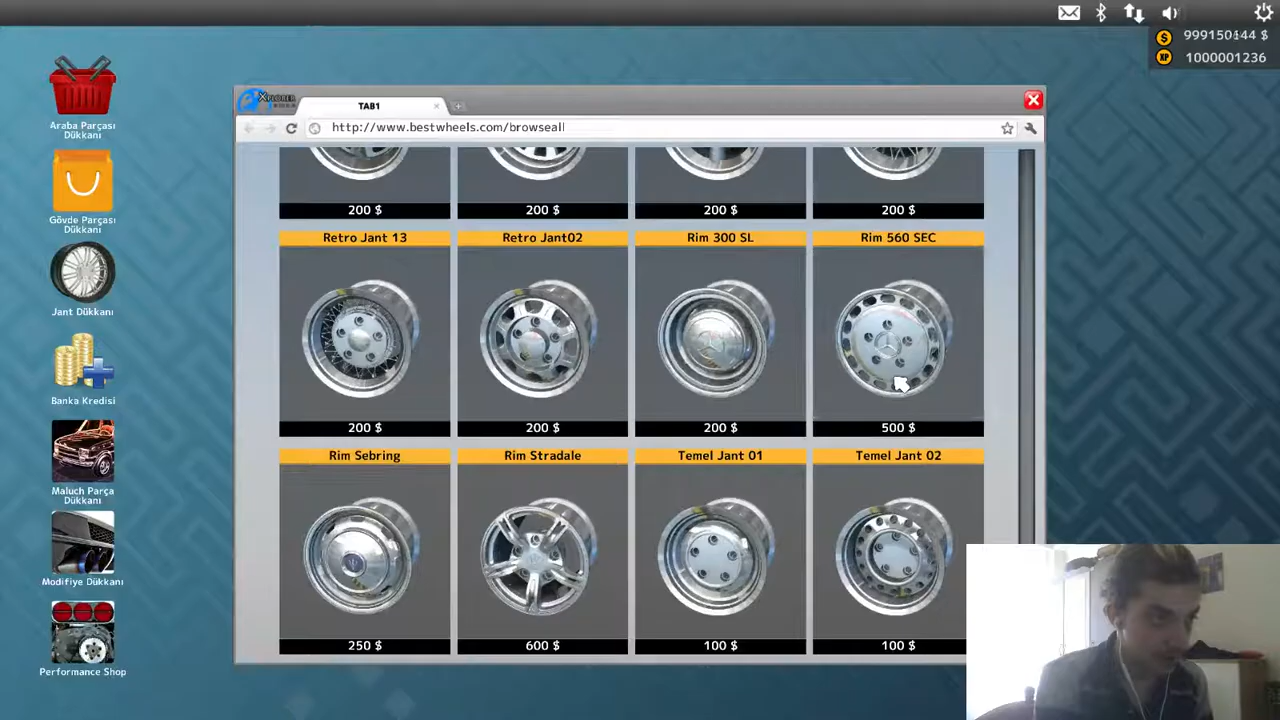 999150144 $
1000001236
Araba Parçası
Dükkanı
Gövde Parçası
Dükkanı
Jant Dükkanı
Banka Kredisi
Maluch Parça
Dükkanı
Modifiye Dükkanı
Performance Shop
TAB1
http://www.bestwheels.com/browseall
200 $
200 $
200 $
200 $
Retro Jant 13
Retro Jant02
Rim 300 SL
Rim 560 SEC
200 $
200 $
200 $
500 $
Rim Sebring
Rim Stradale
Temel Jant 01
Temel Jant 02
250 $
600 $
100 $
100 $